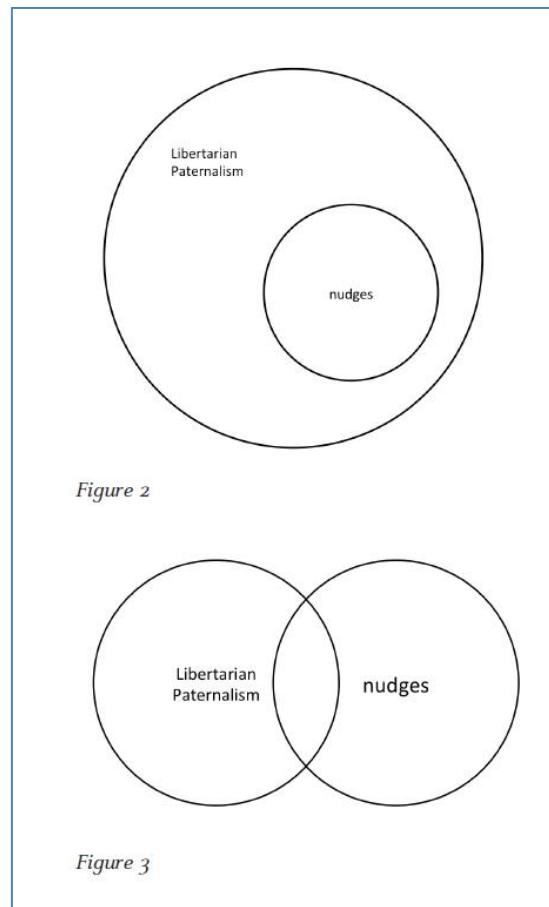 Libertarian
Paternalism
nudges
Figure 2
Libertarian
Paternalism
nudges
Figure 3